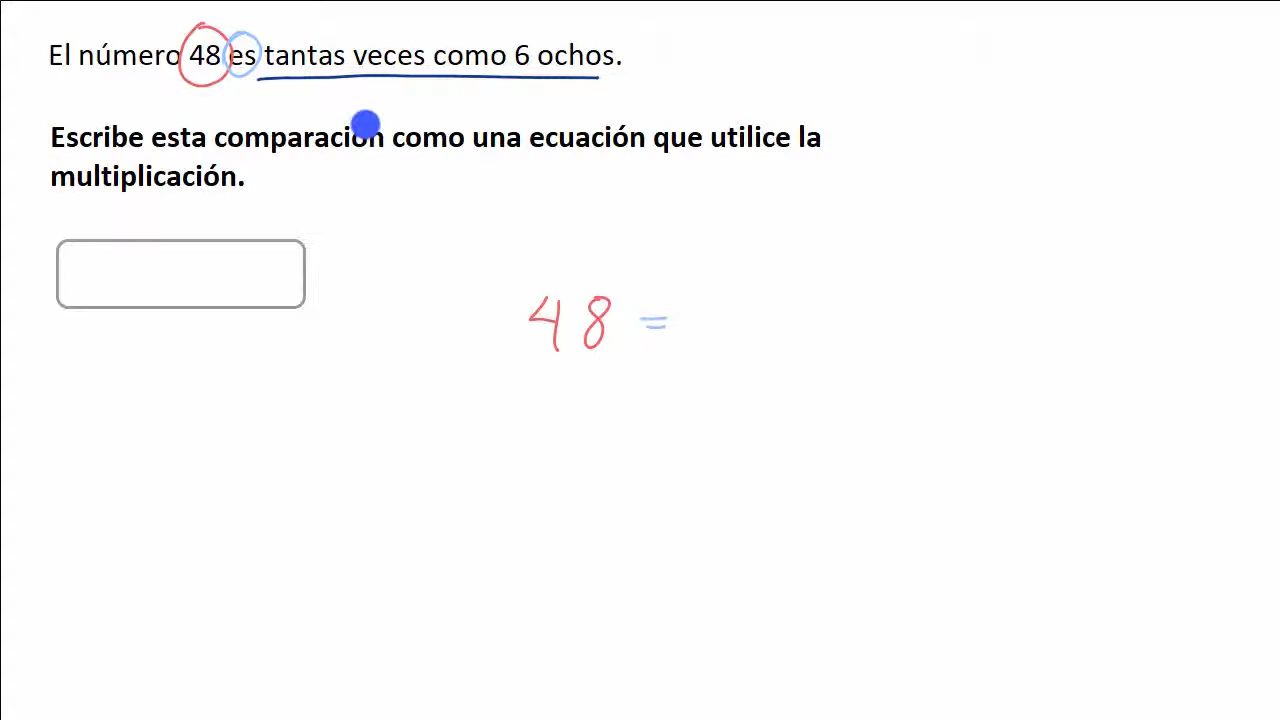 El número 48 es tantas veces como 6 ochos.
Escribe esta comparación como una ecuación que utilice la
multiplicación.
48 =